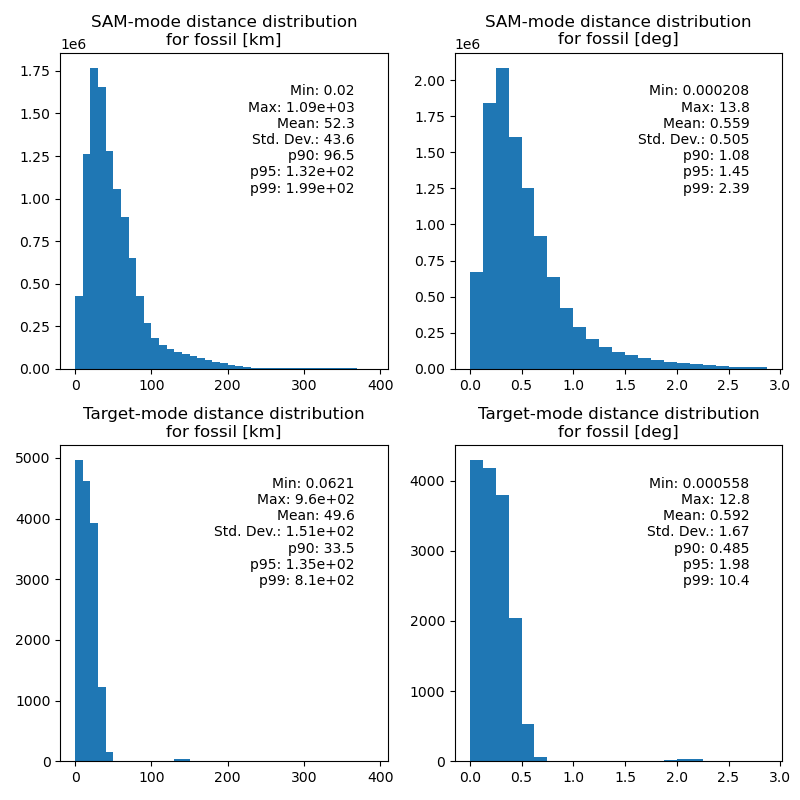 SAM-mode distance distribution
for fossil [km]
1e6
1.75
1.50
1.25
1.00
0.75
0.50
0.25
0.00
0
100
200
300
400
Min: 0.02
Max: 1.09e+03
Mean: 52.3
Std. Dev.: 43.6
p90: 96.5
p95: 1.32e+02
p99: 1.99e+02
SAM-mode distance distribution
for fossil [deg]
1e6
2.00
1.75
1.50
1.25
1.00
0.75
0.50
0.25
0.00
0.0
0.5
1.0
1.5
2.0
2.5
3.0
Min: 0.000208
Max: 13.8
Mean: 0.559
Std. Dev.: 0.505
p90: 1.08
p95: 1.45
p99: 2.39
Target-mode distance distribution
for fossil [km]
5000
4000
3000
2000
1000
0
0
100
200
300
400
Min: 0.0621
Max: 9.6e+02
Mean: 49.6
Std. Dev.: 1.51e+02
p90: 33.5
p95: 1.35e+02
p99: 8.1e+02
Target-mode distance distribution
for fossil [deg]
4000
3000
2000
1000
0
0.0
0.5
1.0
1.5
2.0
2.5
3.0
Min: 0.000558
Max: 12.8
Mean: 0.592
Std. Dev.: 1.67
p90: 0.485
p95: 1.98
p99: 10.4